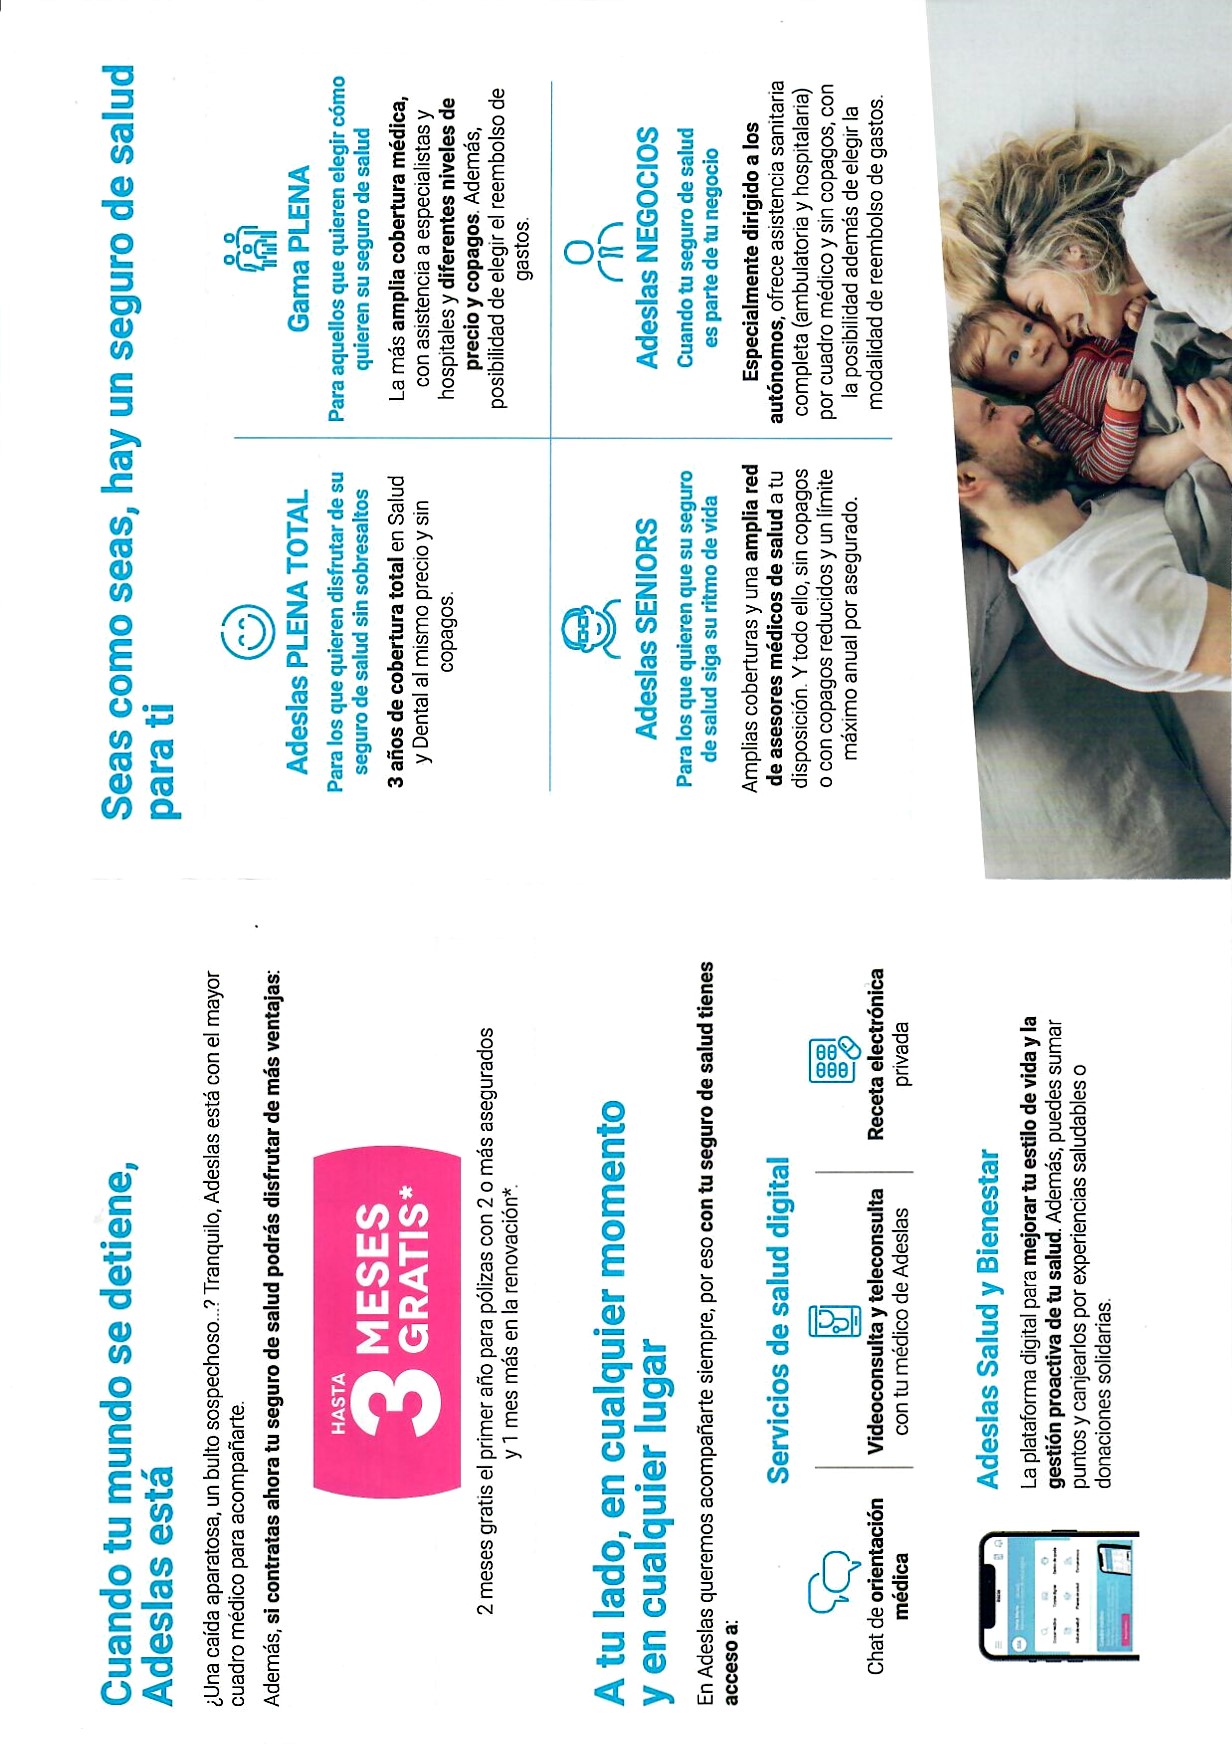 Cuando tu mundo se detiene,
Adeslas está
¿Una caída aparatosa, un bulto sospechoso...? Tranquilo, Adeslas está con el mayor
cuadro médico para acompañarte.
Además, si contratas ahora tu seguro de salud podrás disfrutar de más ventajas:
HASTA
3 MESES
GRATIS*
2 meses gratis el primer año para pólizas con 2 o más asegurados
y 1 mes más en la renovación*.
A tu lado, en cualquier momento
y en cualquier lugar
En Adeslas queremos acompañarte siempre, por eso con tu seguro de salud tienes
acceso a:
Servicios de salud digital
Chat de orientación
médica
Videoconsulta y teleconsulta
con tu médico de Adeslas
Receta electrónica
privada
Inicio
Adeslas Salud y Bienestar
La plataforma digital para mejorar tu estilo de vida y la
gestión proactiva de tu salud. Además, puedes sumar
puntos y canjearlos por experiencias saludables o
donaciones solidarias.
Seas como seas, hay un seguro de salud
para ti
Adeslas PLENA TOTAL
Para los que quieren disfrutar de su
seguro de salud sin sobresaltos
3 años de cobertura total en Salud
y Dental al mismo precio y sin
copagos.
Gama PLENA
Para aquellos que quieren elegir cómo
quieren su seguro de salud
La más amplia cobertura médica,
con asistencia a especialistas y
hospitales y diferentes niveles de
precio y copagos. Además,
posibilidad de elegir el reembolso de
gastos.
Adeslas SENIORS
Para los que quieren que su seguro
de salud siga su ritmo de vida
Amplias coberturas y una amplia red
de asesores médicos de salud a tu
disposición. Y todo ello, sin copagos
o con copagos reducidos y un límite
máximo anual por asegurado.
Adeslas NEGOCIOS
Cuando tu seguro de salud
es parte de tu negocio
Especialmente dirigido a los
autónomos, ofrece asistencia sanitaria
completa (ambulatoria y hospitalaria)
por cuadro médico y sin copagos, con
la posibilidad además de elegir la
modalidad de reembolso de gastos.